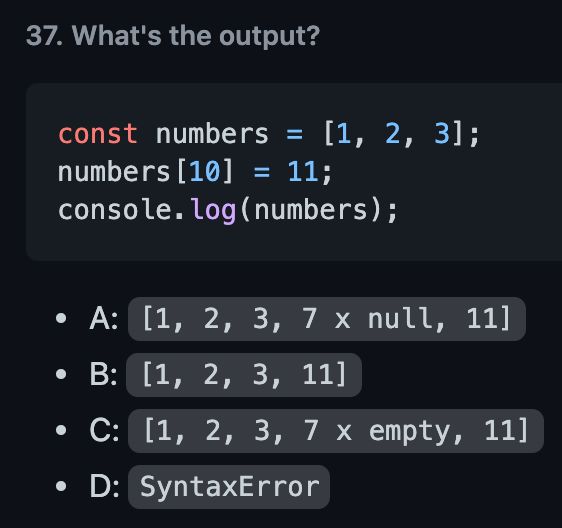 37. What's the output?
const numbers = [1, 2, 3];
numbers[10] = 11;
console.log(numbers);
• A: [1, 2, 3, 7 x null, 11]
• B: [1, 2, 3, 11]
• C: [1, 2, 3, 7 x empty, 11]
• D: SyntaxError